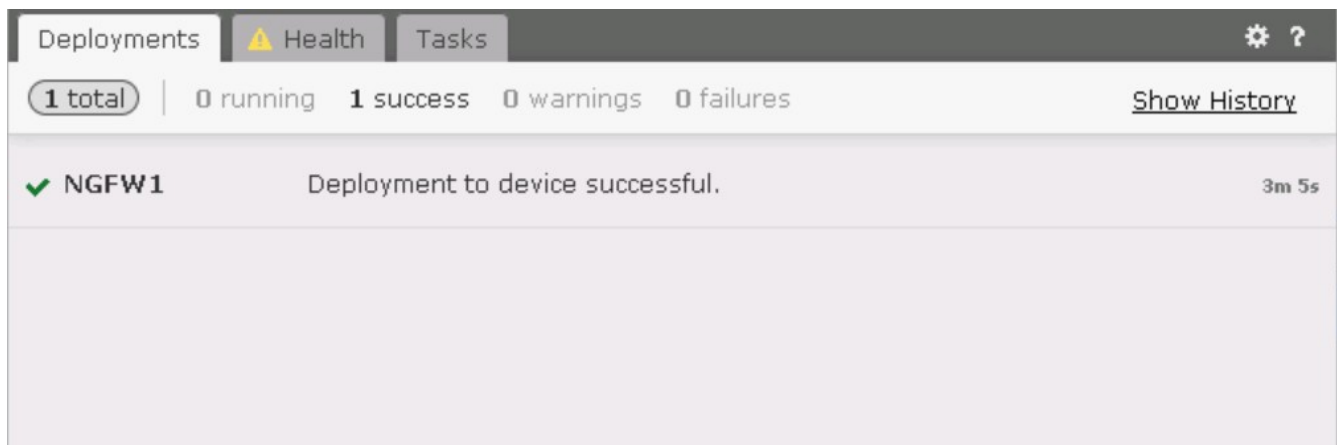 Deployments Health Tasks ?
1 total 0 running 1 success 0 warnings 0 failures Show History
NGFW1 Deployment to device successful. 3m 5s